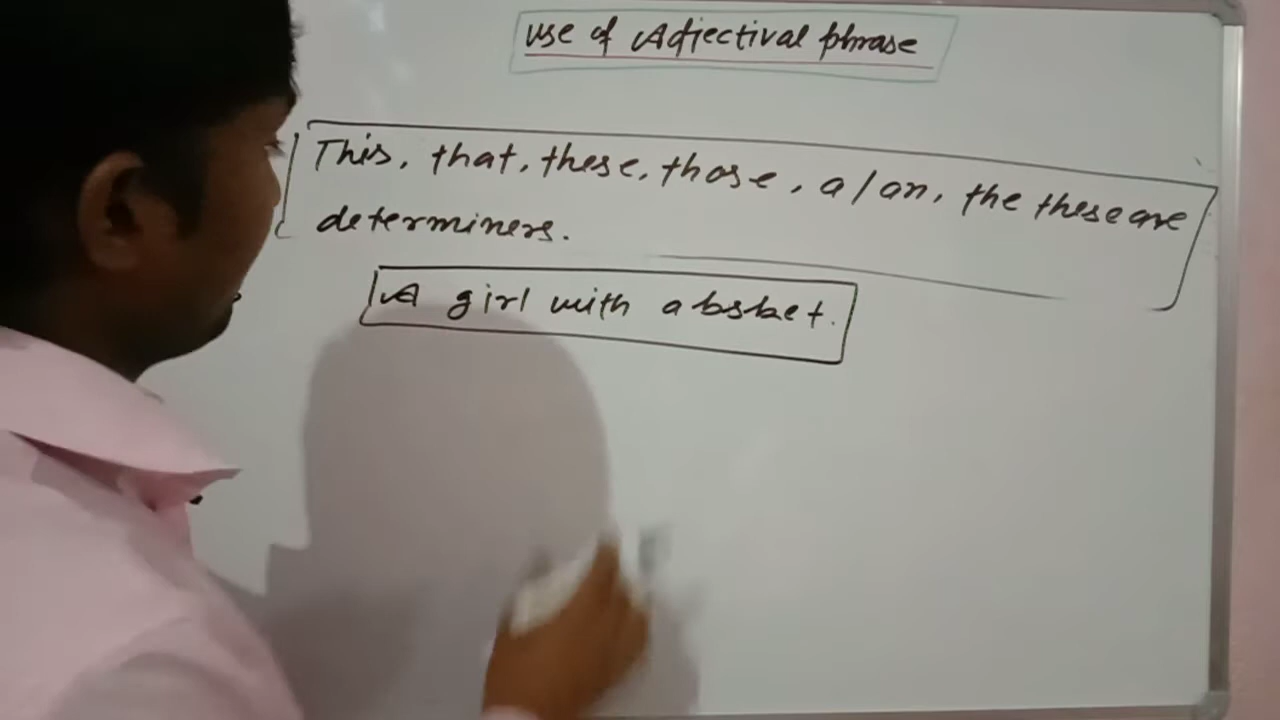 use of Adjectival phrase
This, that, these, those, a/an, the these are
determiners.
A girl with a bsket.